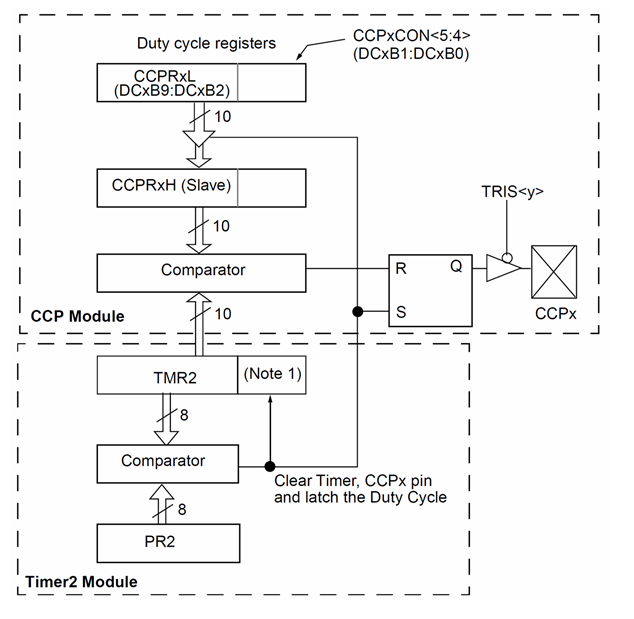 Duty cycle registers
CCPxCON<5:4>
(DCxB1:DCxB0)
CCPRxL
(DCxB9:DCxB2)
10
CCPRxH (Slave)
TRIS<y>
10
Comparator
R
Q
S
CCPx
CCP Module
10
TMR2
(Note 1)
8
Comparator
Clear Timer, CCPx pin
and latch the Duty Cycle
8
PR2
Timer2 Module